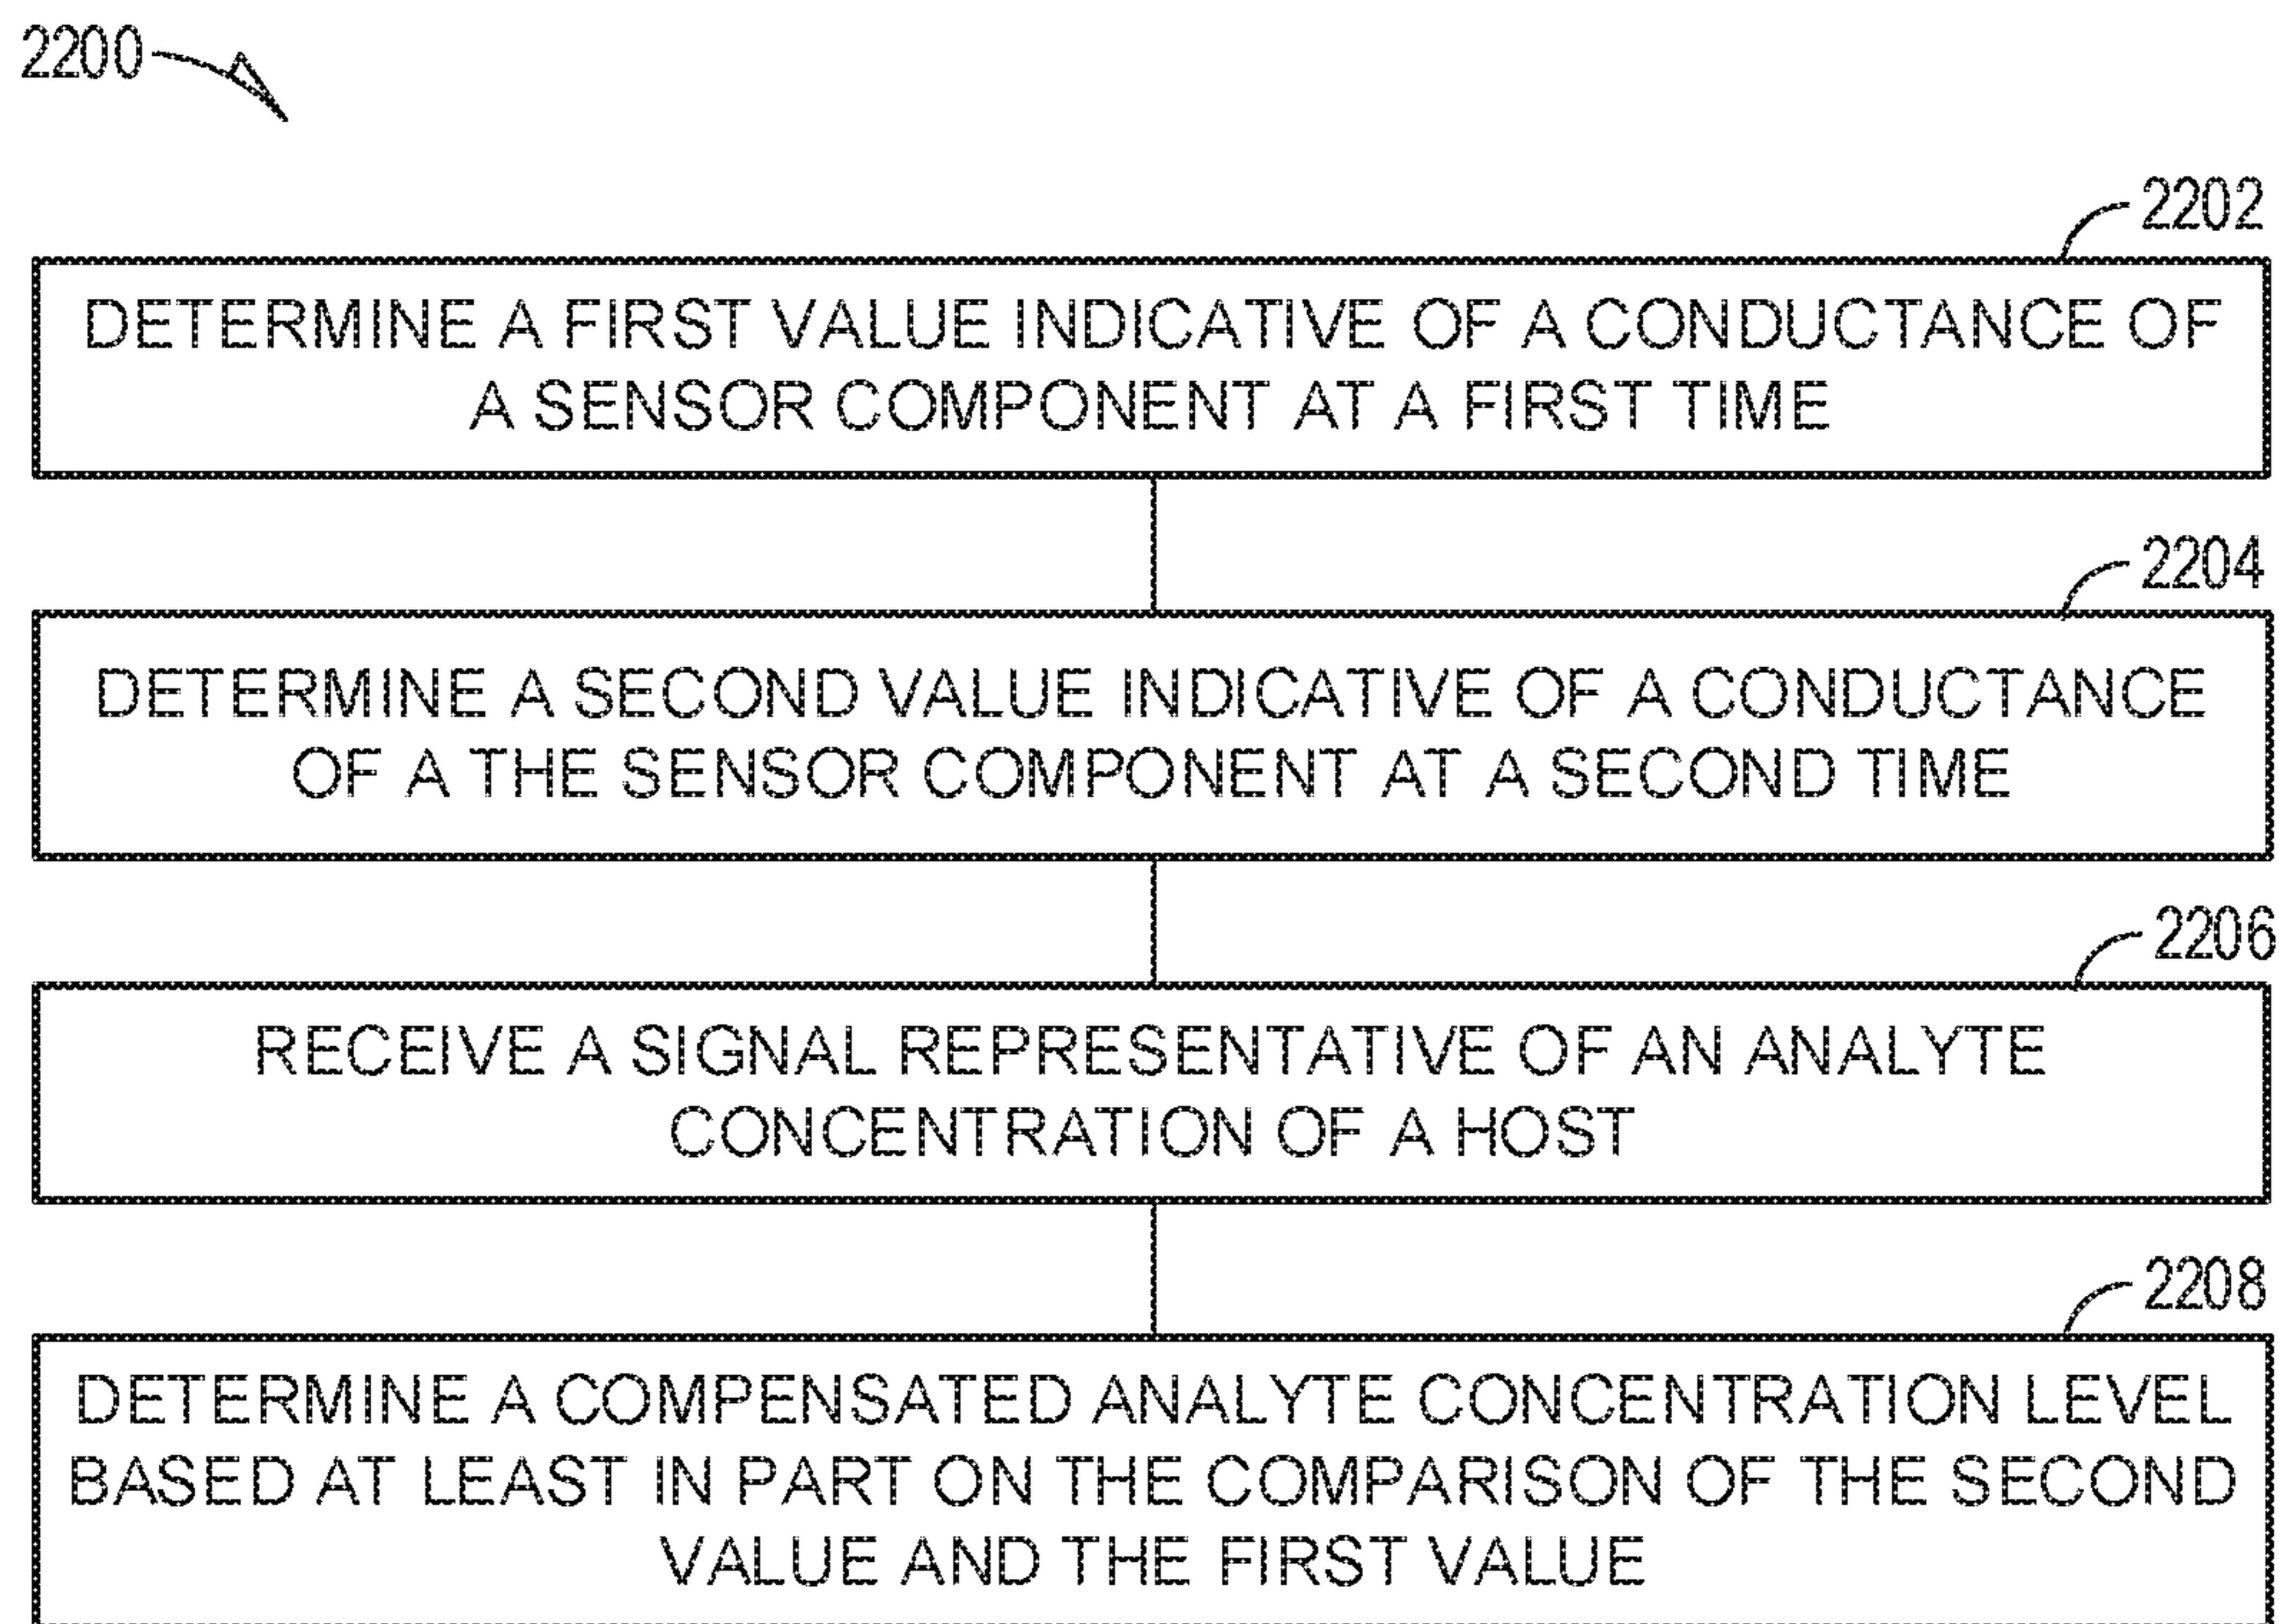 2200
2202
DETERMINE A FIRST VALUE INDICATIVE OF A CONDUCTANCE OF
A SENSOR COMPONENT AT A FIRST TIME
2204
DETERMINE A SECOND VALUE INDICATIVE OF A CONDUCTANCE
OF A THE SENSOR COMPONENT AT A SECOND TIME
2206
RECEIVE A SIGNAL REPRESENTATIVE OF AN ANALYTE
CONCENTRATION OF A HOST
2208
DETERMINE A COMPENSATED ANALYTE CONCENTRATION LEVEL
BASED AT LEAST IN PART ON THE COMPARISON OF THE SECOND
VALUE AND THE FIRST VALUE